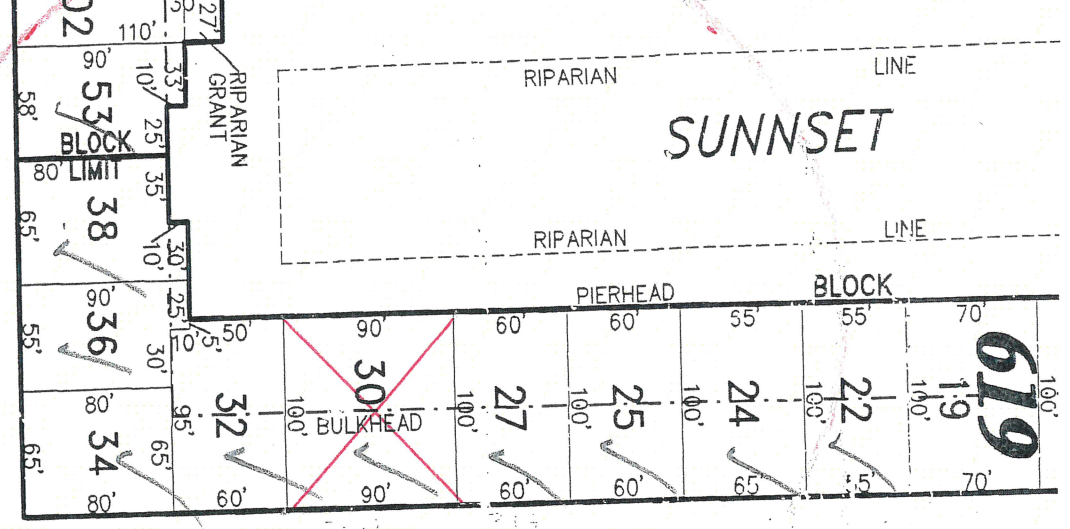 02
110'
27'
90'
53
58'
10'
33'
25'
RIPARIAN
GRANT
BLOCK
LIMIT
80'
35'
38
65'
10'
30'
90'
36
55'
25'
30'
10'
5'
80'
34
65'
65'
80'
RIPARIAN LINE
SUNNSET
RIPARIAN LINE
PIERHEAD BLOCK
50' 90' 60' 60' 55' 55' 70'
95' 32 100' 30 100' 27 100' 25 100' 24 100' 22 100' 19 619 100'
BULKHEAD
60' 90' 60' 60' 65' 70'